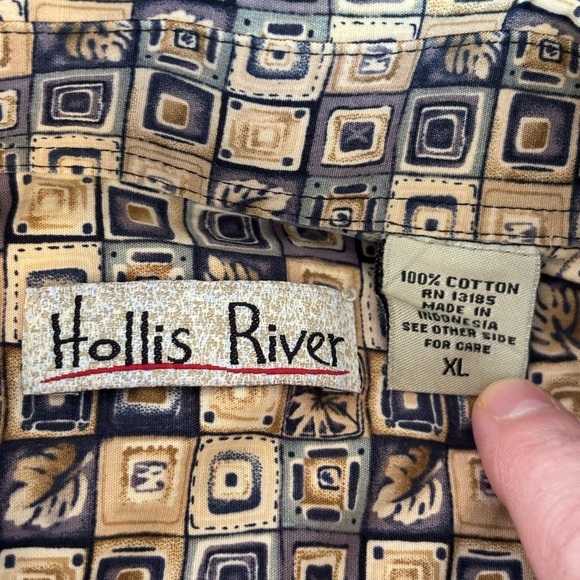 Hollis River
100% COTTON
RN 13185
MADE IN
INDONESIA
SEE OTHER SIDE
FOR CARE
XL